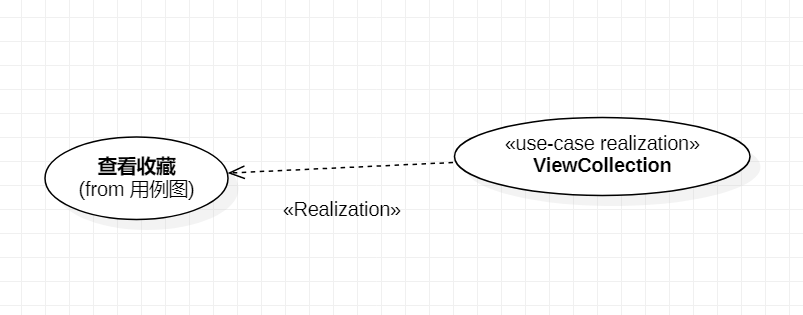 查看收藏
(from 用例图)
«use-case realization»
ViewCollection
«Realization»